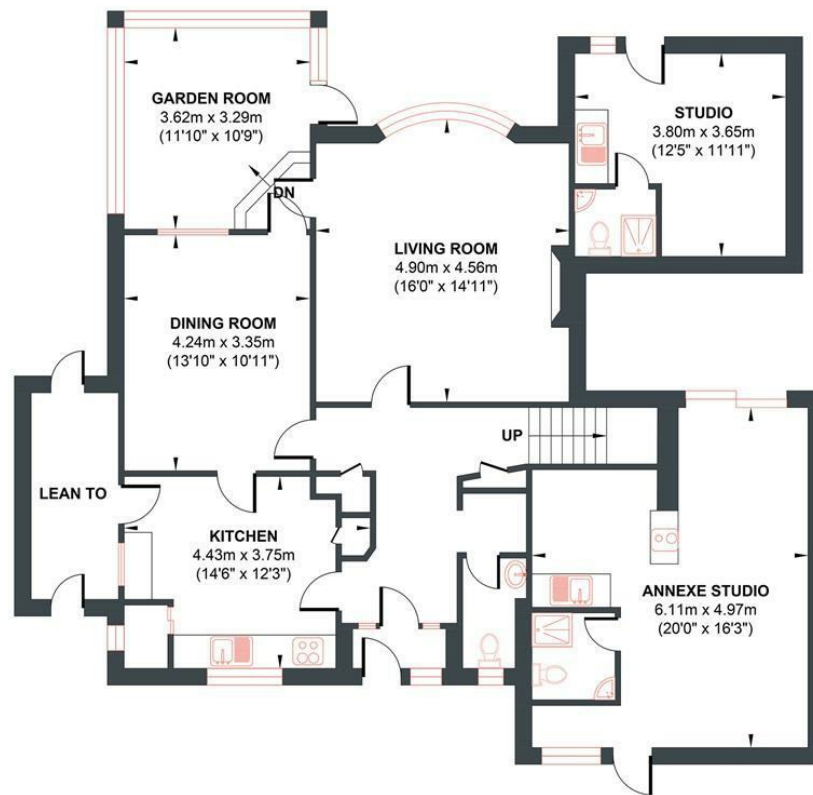 GARDEN ROOM
3.62m x 3.29m
(11'10" x 10'9")
STUDIO
3.80m x 3.65m
(12'5" x 11'11")
DN
LIVING ROOM
4.90m x 4.56m
(16'0" x 14'11")
DINING ROOM
4.24m x 3.35m
(13'10" x 10'11")
UP
LEAN TO
KITCHEN
4.43m x 3.75m
(14'6" x 12'3")
ANNEXE STUDIO
6.11m x 4.97m
(20'0" x 16'3")